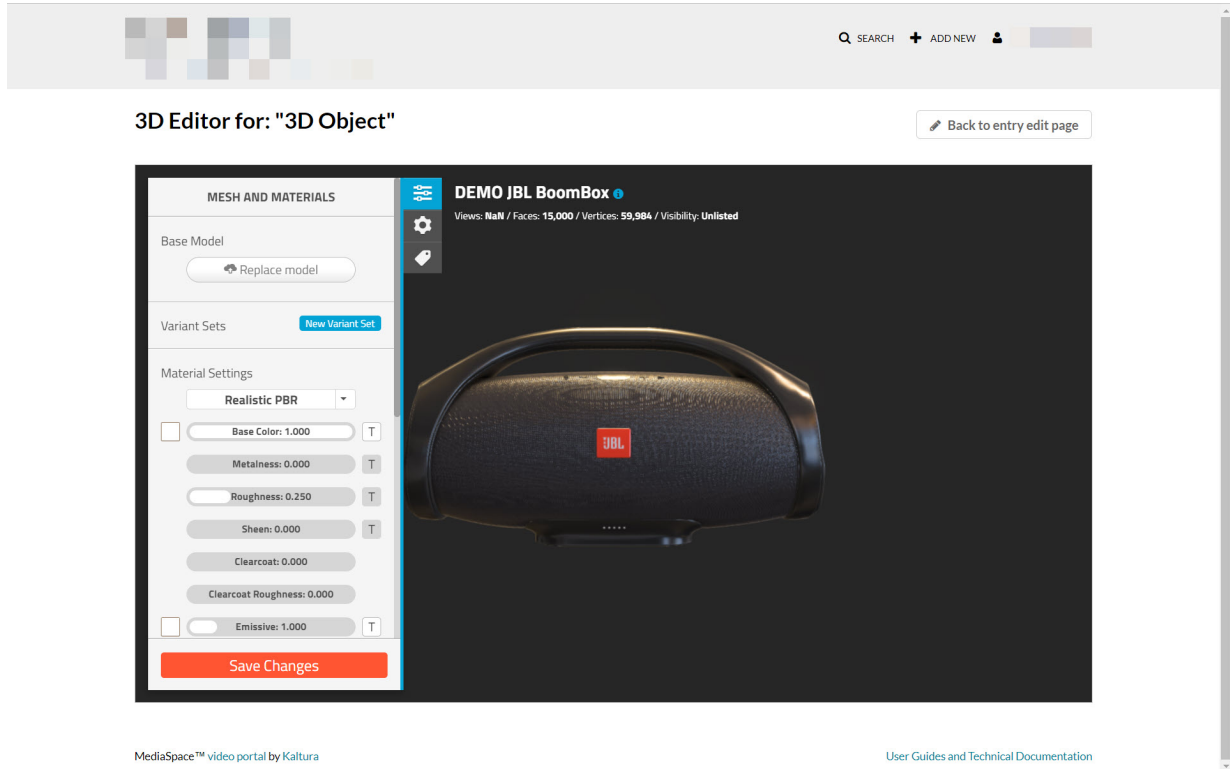 SEARCH ADD NEW
3D Editor for: "3D Object"
Back to entry edit page
MESH AND MATERIALS
DEMO JBL BoomBox
Views: NaN / Faces: 15,000 / Vertices: 59,984 / Visibility: Unlisted
Base Model
Replace model
Variant Sets
New Variant Set
Material Settings
Realistic PBR
Base Color: 1.000 T
Metalness: 0.000 T
Roughness: 0.250 T
Sheen: 0.000 T
Clearcoat: 0.000
Clearcoat Roughness: 0.000
Emissive: 1.000 T
Save Changes
JBL
MediaSpace™ video portal by Kaltura
User Guides and Technical Documentation